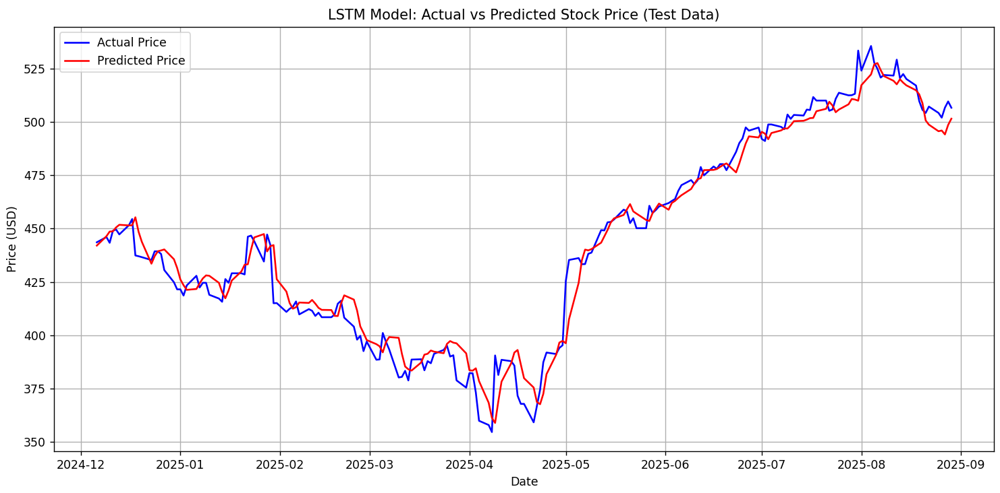 LSTM Model: Actual vs Predicted Stock Price (Test Data)
Actual Price
Predicted Price
Price (USD)
525
500
475
450
425
400
375
350
2024-12 2025-01 2025-02 2025-03 2025-04 2025-05 2025-06 2025-07 2025-08 2025-09
Date